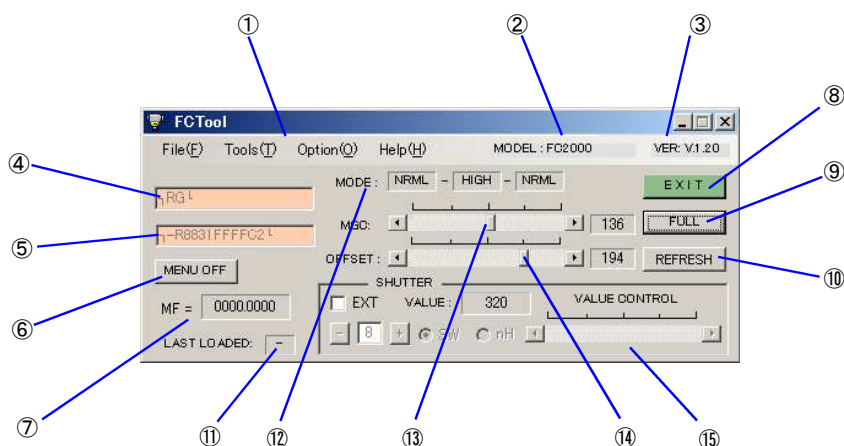 ① ② ③
FCTool
File(F) Tools(T) Option(O) Help(H) MODEL : FC2000 VER: V.1.20
⑧
④
MODE : NRML - HIGH - NRML EXIT
┐RG└
⑨
MGC: 136 FULL
⑤
┐-R8831FFFFC2└
OFFSET : 194 REFRESH
⑩
MENU OFF
SHUTTER
⑥
EXT VALUE : 320 VALUE CONTROL
MF = 0000.0000
- 8 + SW nH
LAST LOADED: -
⑦ ⑪ ⑫ ⑬ ⑭ ⑮